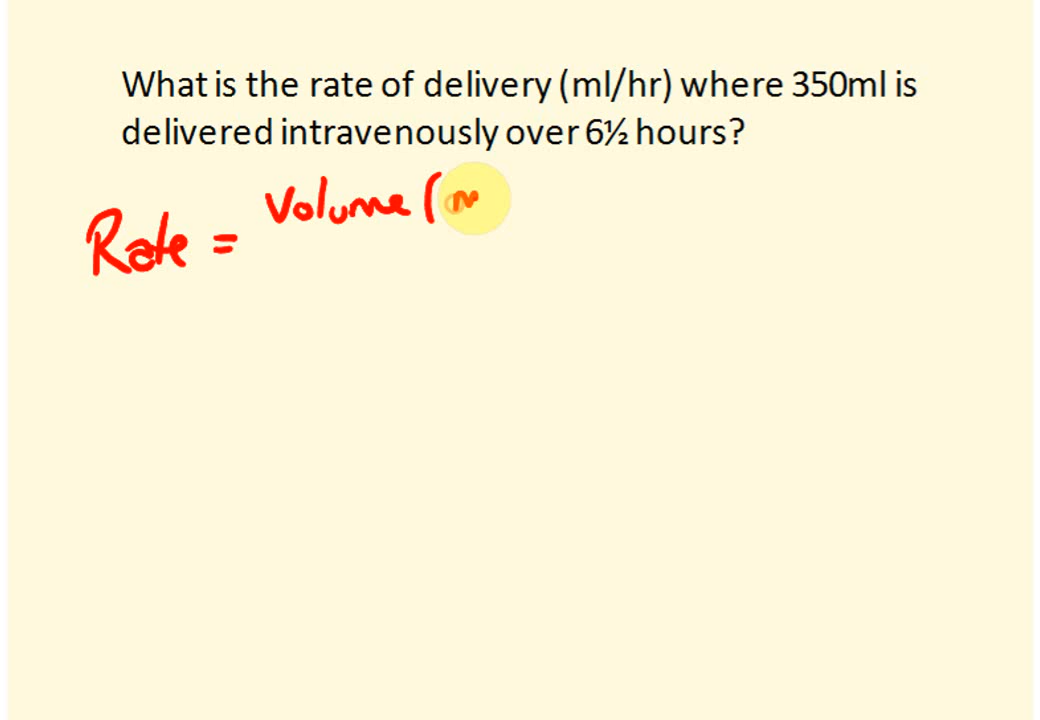 What is the rate of delivery (ml/hr) where 350ml is
delivered intravenously over 6½ hours?
Rate = Volume (m